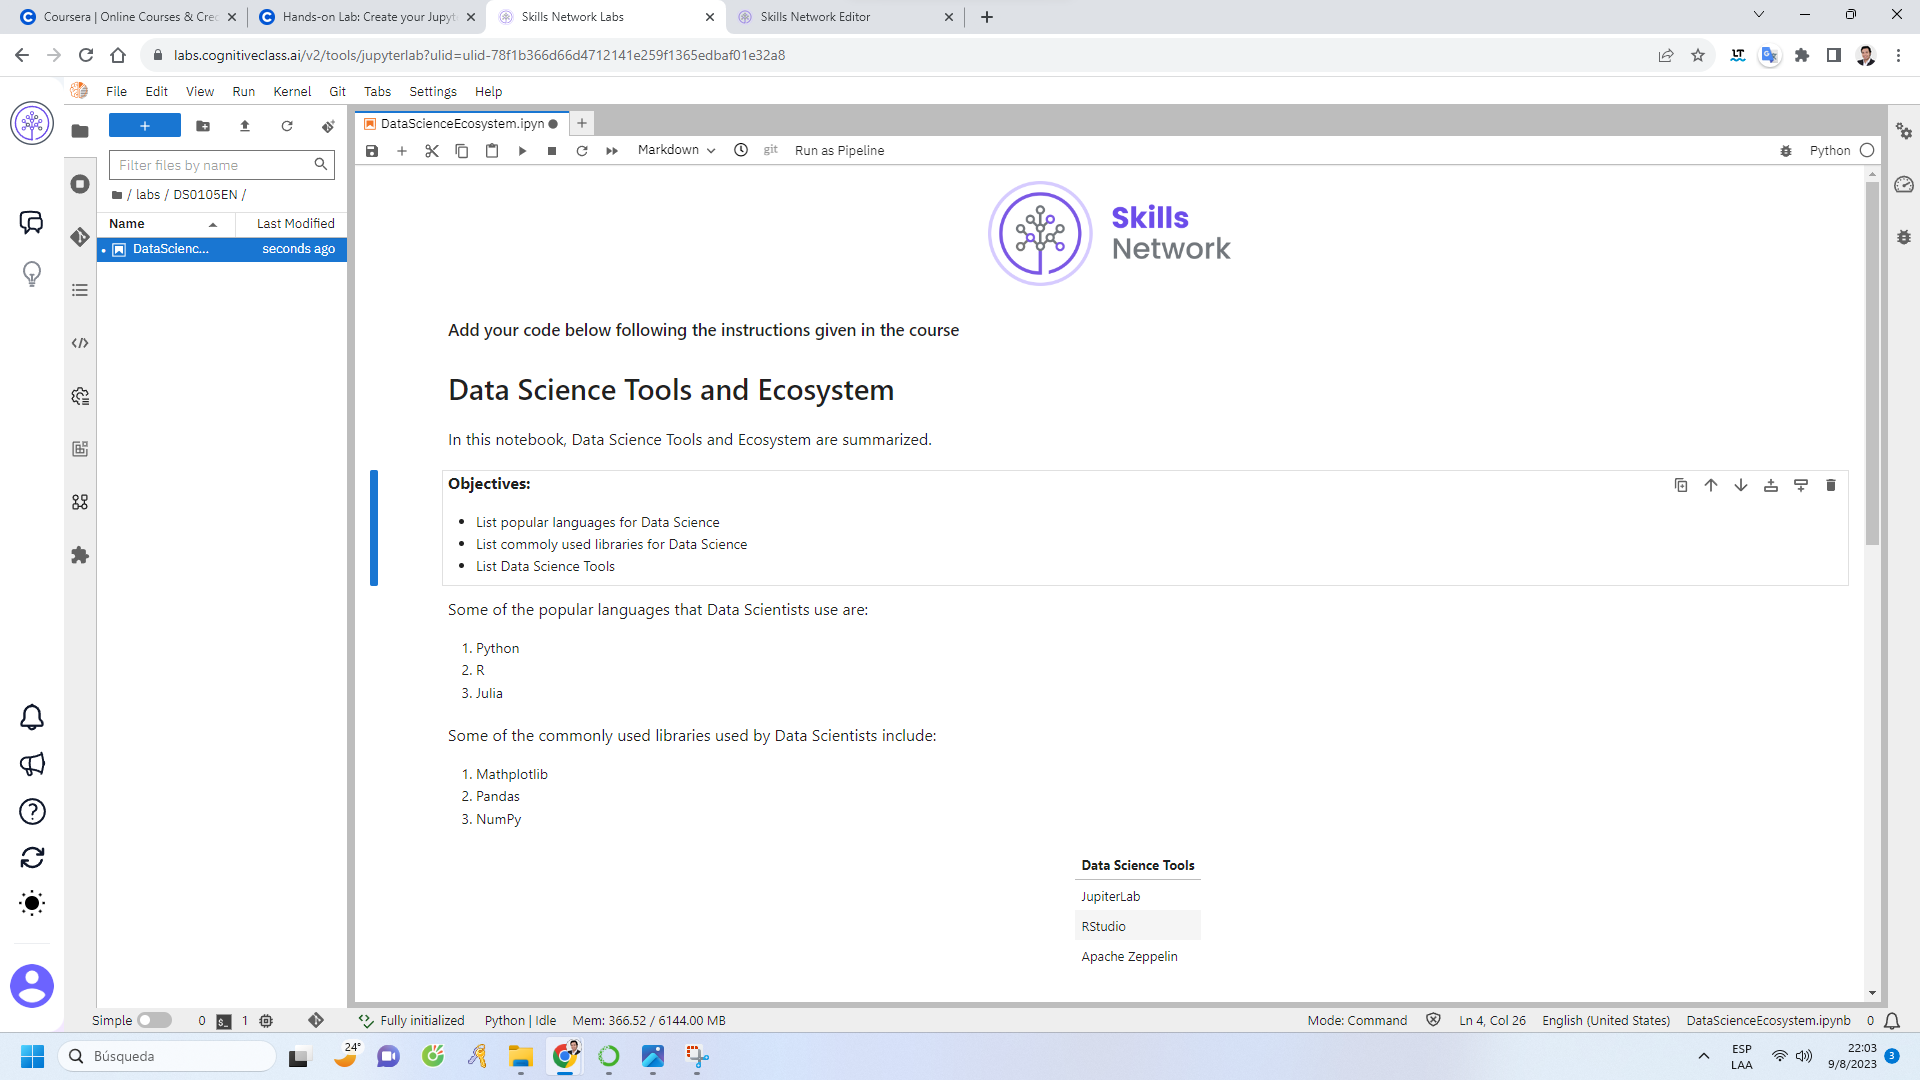 Coursera | Online Courses & Cre
Hands-on Lab: Create your Jupyt
Skills Network Labs
Skills Network Editor
labs.cognitiveclass.ai/v2/tools/jupyterlab?ulid=ulid-78f1b366d66d4712141e259f1365edbaf01e32a8
File Edit View Run Kernel Git Tabs Settings Help
DataScienceEcosystem.ipyn
Filter files by name
/ labs / DS0105EN /
Name Last Modified
DataScienc... seconds ago
Markdown git Run as Pipeline Python
Skills
Network
Add your code below following the instructions given in the course
Data Science Tools and Ecosystem
In this notebook, Data Science Tools and Ecosystem are summarized.
Objectives:
List popular languages for Data Science
List commoly used libraries for Data Science
List Data Science Tools
Some of the popular languages that Data Scientists use are:
1. Python
2. R
3. Julia
Some of the commonly used libraries used by Data Scientists include:
1. Mathplotlib
2. Pandas
3. NumPy
Data Science Tools
JupiterLab
RStudio
Apache Zeppelin
Simple 0 1 Fully initialized Python | Idle Mem: 366.52 / 6144.00 MB Mode: Command Ln 4, Col 26 English (United States) DataScienceEcosystem.ipynb 0
Búsqueda
24°
ESP
LAA
22:03
9/8/2023
3